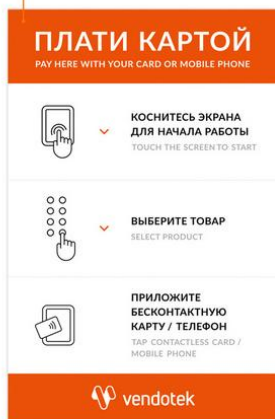 ПЛАТИ КАРТОЙ
PAY HERE WITH YOUR CARD OR MOBILE PHONE
КОСНИТЕСЬ ЭКРАНА
ДЛЯ НАЧАЛА РАБОТЫ
TOUCH THE SCREEN TO START
ВЫБЕРИТЕ ТОВАР
SELECT PRODUCT
ПРИЛОЖИТЕ
БЕСКОНТАКТНУЮ
КАРТУ / ТЕЛЕФОН
TAP CONTACTLESS CARD /
MOBILE PHONE
vendotek